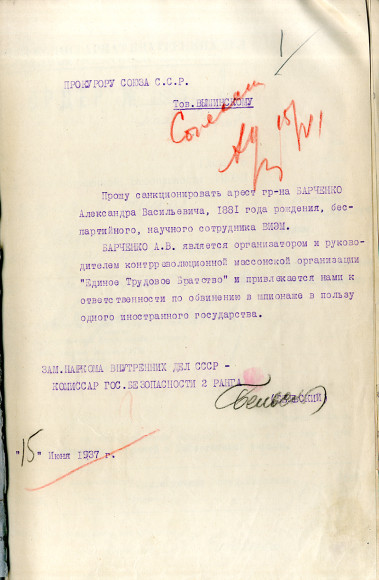 ПРОКУРОРУ СОЮЗА С.С.Р.
Тов. ВЫШИНСКОМУ
15/VI
Прошу санкционировать арест гр-на БАРЧЕНКО
Александра Васильевича, 1881 года рождения, бес-
партийного, научного сотрудника ВИЭМ.
БАРЧЕНКО А.В. является организатором и руково-
дителем контрреволюционной масонской организации
"Единое Трудовое Братство" и привлекается нами к
ответственности по обвинению в шпионаже в пользу
одного иностранного государства.
ЗАМ.НАРКОМА ВНУТРЕННИХ ДЕЛ СССР -
КОМИССАР ГОС.БЕЗОПАСНОСТИ 2 РАНГА
Бельский
"15" Июня 1937 г.